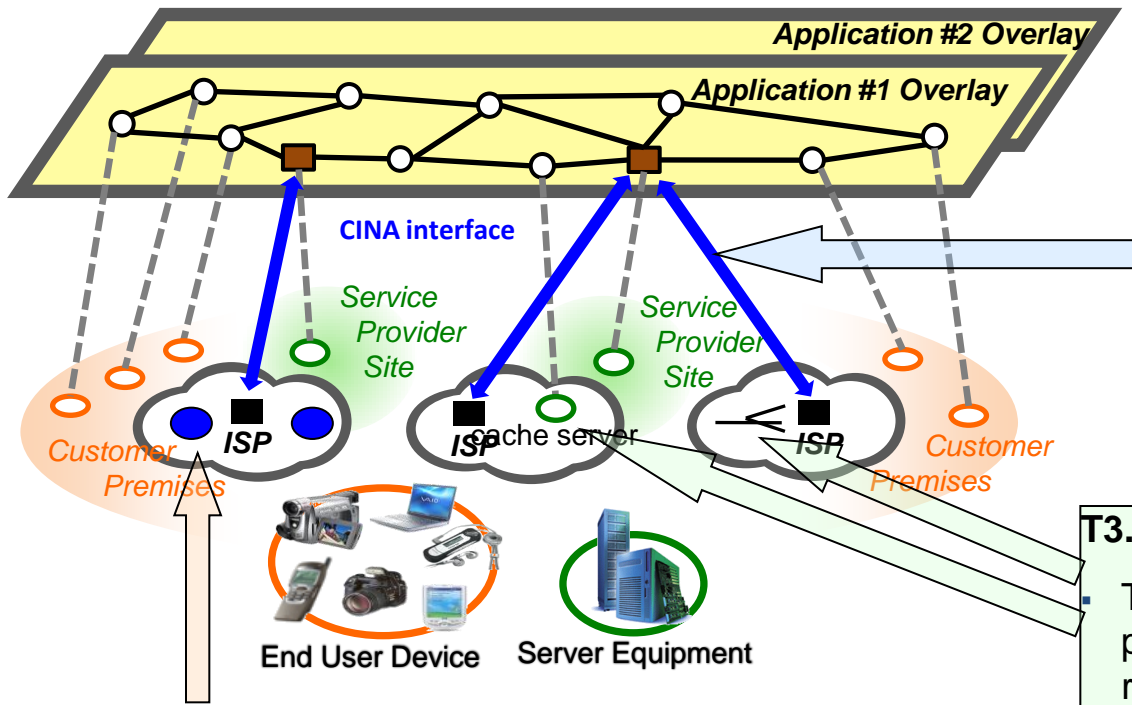 Application #2 Overlay
Application #1 Overlay
CINA interface
Service
Provider
Site
Service
Provider
Site
ISP
ISP
cache server
ISP
Customer
Premises
Customer
Premises
End User Device
Server Equipment
T3.
T
p
r